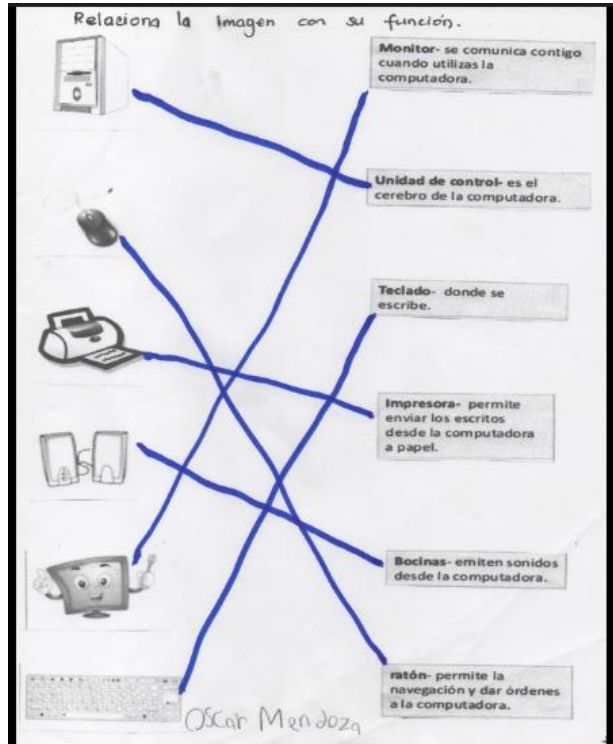 Relaciona la imagen con su función.
Monitor- se comunica contigo
cuando utilizas la
computadora.
Unidad de control- es el
cerebro de la computadora.
Teclado- donde se
escribe.
Impresora- permite
enviar los escritos
desde la computadora
a papel.
Bocinas- emiten sonidos
desde la computadora.
ratón- permite la
navegación y dar órdenes
a la computadora.
Oscar Mendoza